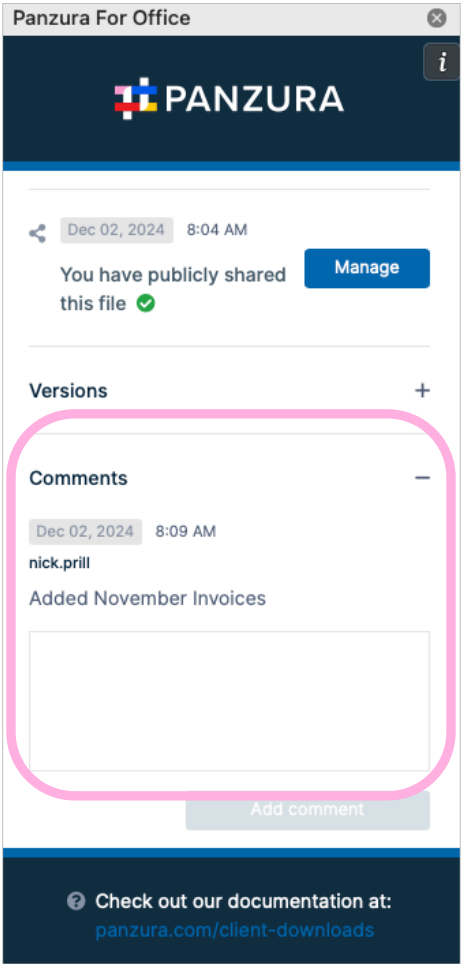 Panzura For Office
i
PANZURA
Dec 02, 2024 8:04 AM
You have publicly shared
this file
Manage
Versions
Comments
Dec 02, 2024 8:09 AM
nick.prill
Added November Invoices
Add comment
Check out our documentation at:
panzura.com/client-downloads